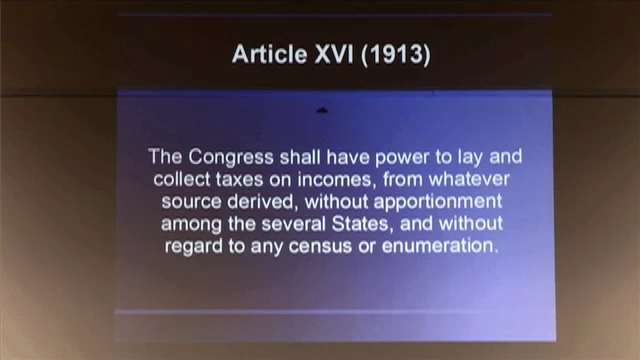 Article XVI (1913)
The Congress shall have power to lay and
collect taxes on incomes, from whatever
source derived, without apportionment
among the several States, and without
regard to any census or enumeration.